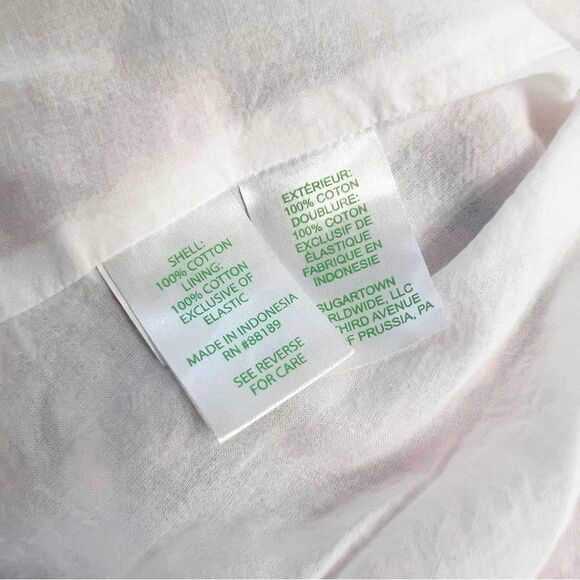 SHELL:
100% COTTON
LINING:
100% COTTON
EXCLUSIVE OF
ELASTIC
MADE IN INDONESIA
RN #88189
SEE REVERSE
FOR CARE
EXTÉRIEUR:
100% COTON
DOUBLURE:
100% COTON
EXCLUSIF DE
ÉLASTIQUE
FABRIQUE EN
INDONESIE
SUGARTOWN
RLDWIDE, LLC
HIRD AVENUE
F PRUSSIA, PA